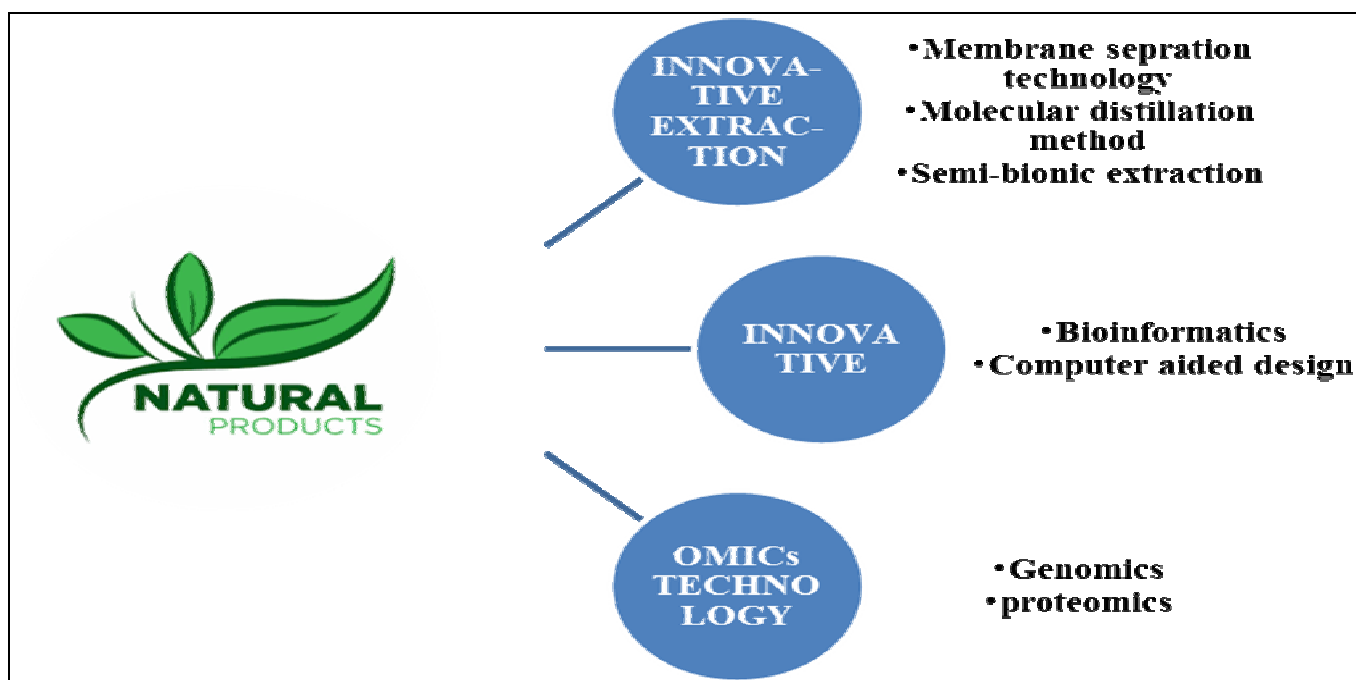 NATURAL
PRODUCTS
INNOVA-
TIVE
EXTRAC-
TION
•Membrane sepration
technology
•Molecular distillation
method
•Semi-bionic extraction
INNOVA
TIVE
•Bioinformatics
•Computer aided design
OMICs
TECHNO
LOGY
•Genomics
•proteomics